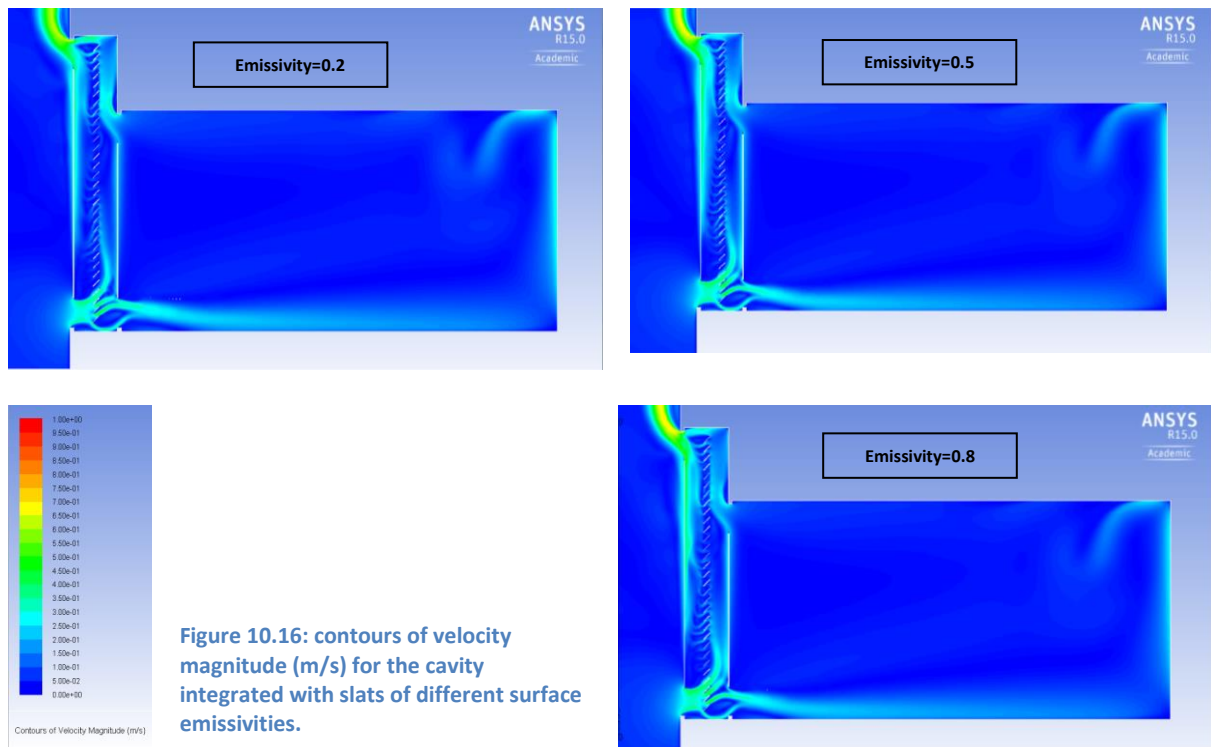 ANSYS
R15.0
Academic
Emissivity=0.2
ANSYS
R15.0
Academic
Emissivity=0.5
1.00e+00
9.50e-01
9.00e-01
8.50e-01
8.00e-01
7.50e-01
7.00e-01
6.50e-01
6.00e-01
5.50e-01
5.00e-01
4.50e-01
4.00e-01
3.50e-01
3.00e-01
2.50e-01
2.00e-01
1.50e-01
1.00e-01
5.00e-02
0.00e+00
Contours of Velocity Magnitude (m/s)
Figure 10.16: contours of velocity
magnitude (m/s) for the cavity
integrated with slats of different surface
emissivities.
ANSYS
R15.0
Academic
Emissivity=0.8